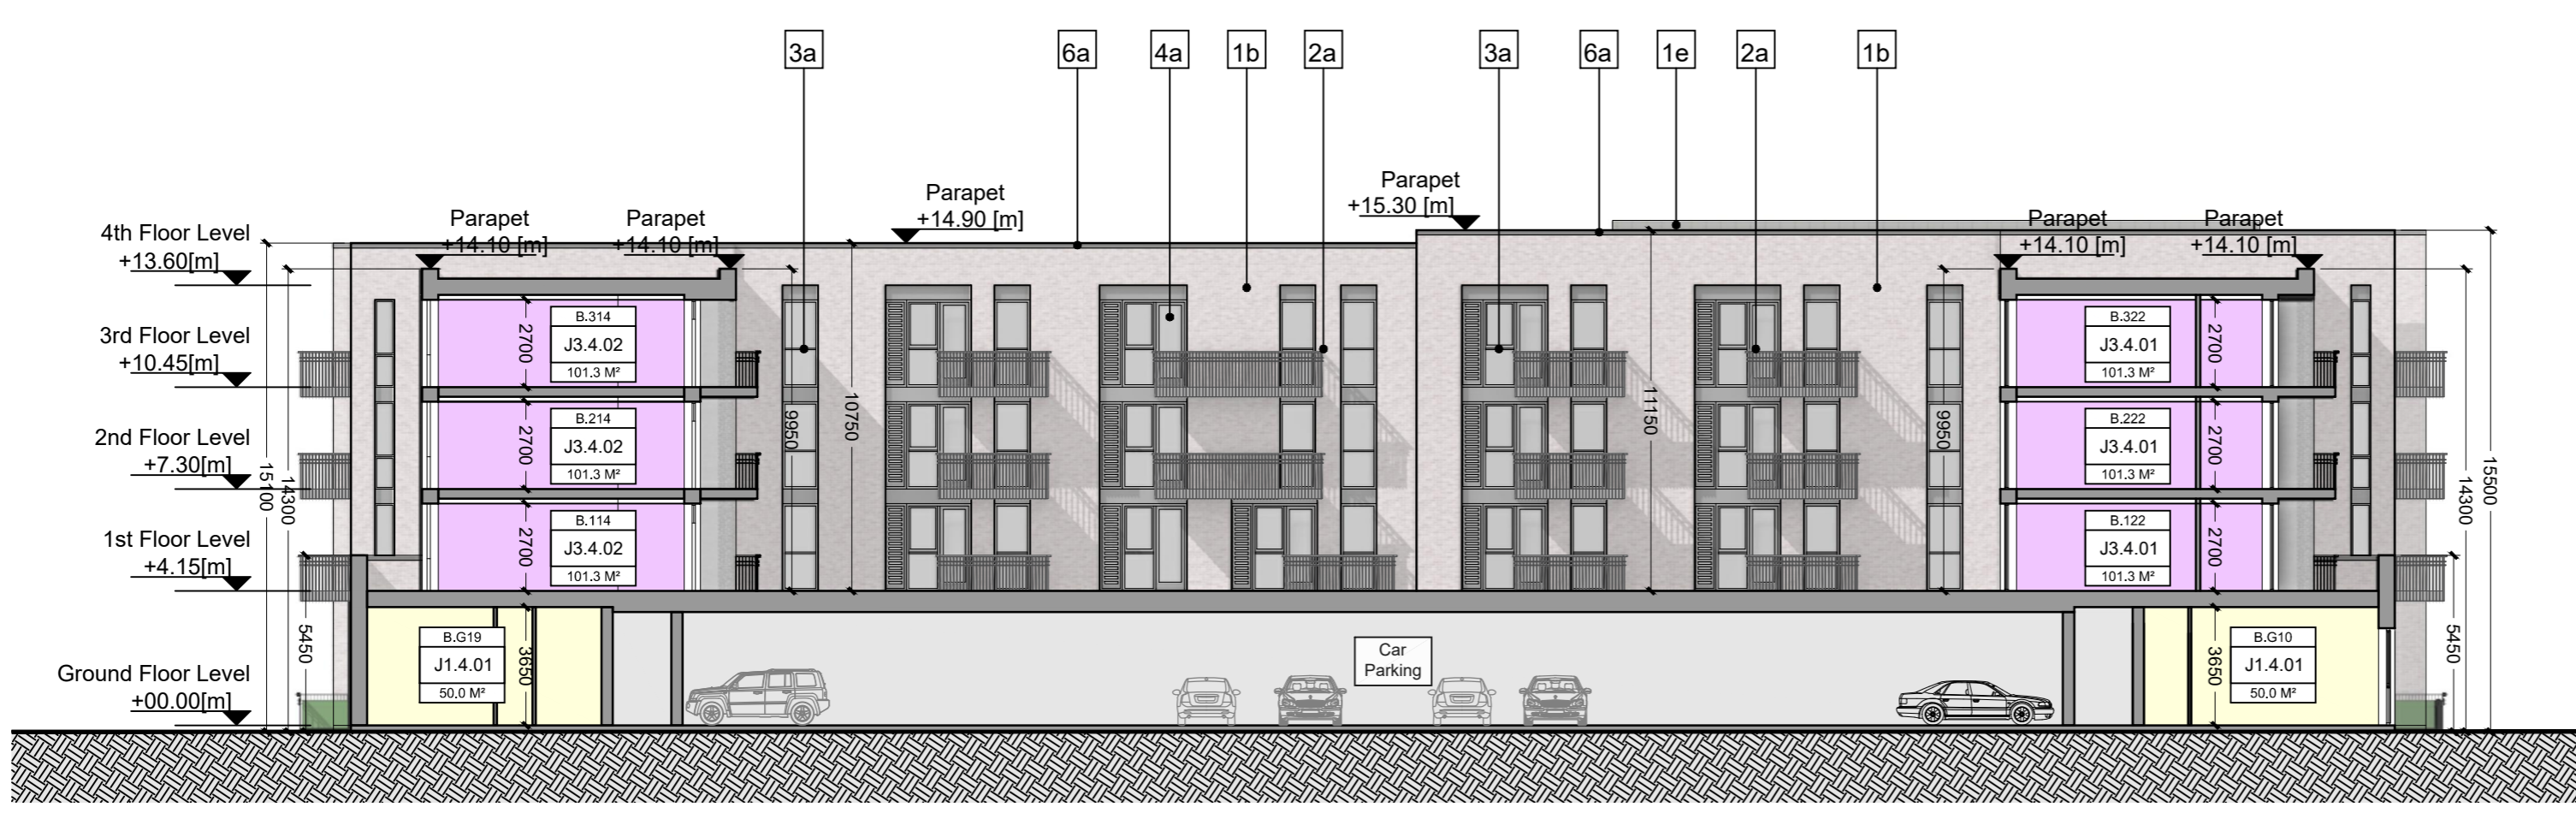 3a
6a
4a
1b
2a
3a
6a
1e
2a
1b
Parapet
+15.30 [m]
Parapet
+14.90 [m]
Parapet
+14.10 [m]
Parapet
+14.10 [m]
Parapet
+14.10 [m]
Parapet
+14.10 [m]
4th Floor Level
+13.60[m]
3rd Floor Level
+10.45[m]
2nd Floor Level
+7.30[m]
1st Floor Level
+4.15[m]
Ground Floor Level
+00.00[m]
15100
14300
5450
2700
B.314
J3.4.02
101.3 M²
2700
B.214
J3.4.02
101.3 M²
2700
B.114
J3.4.02
101.3 M²
B.G19
J1.4.01
50.0 M²
3650
9950
10750
11150
9950
Car
Parking
B.322
J3.4.01
101.3 M²
2700
B.222
J3.4.01
101.3 M²
2700
B.122
J3.4.01
101.3 M²
2700
3650
B.G10
J1.4.01
50.0 M²
5450
14300
15500